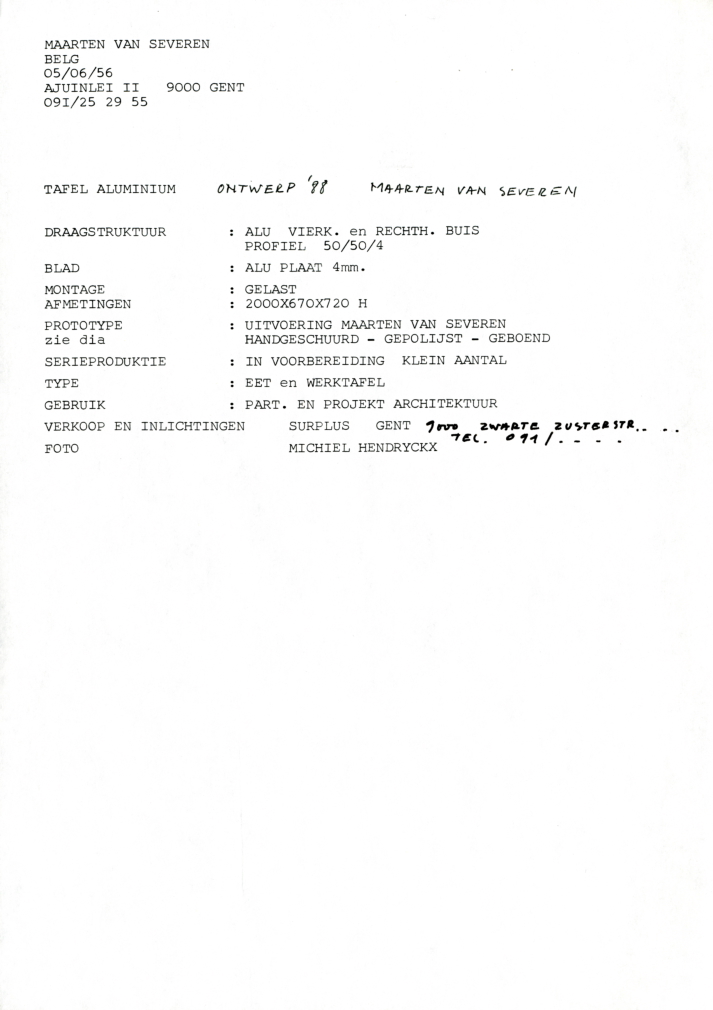 MAARTEN VAN SEVEREN
BELG
05/06/56
AJUINLEI II 9000 GENT
09I/25 29 55
TAFEL ALUMINIUM ONTWERP '88 MAARTEN VAN SEVEREN
DRAAGSTRUKTUUR : ALU VIERK. en RECHTH. BUIS
PROFIEL 50/50/4
BLAD : ALU PLAAT 4mm.
MONTAGE : GELAST
AFMETINGEN : 2000X670X720 H
PROTOTYPE : UITVOERING MAARTEN VAN SEVEREN
zie dia HANDGESCHUURD - GEPOLIJST - GEBOEND
SERIEPRODUKTIE : IN VOORBEREIDING KLEIN AANTAL
TYPE : EET en WERKTAFEL
GEBRUIK : PART. EN PROJEKT ARCHITEKTUUR
VERKOOP EN INLICHTINGEN SURPLUS GENT 9000 ZWARTE ZUSTERSTR.. ..
TEL. 091/. - - .
FOTO MICHIEL HENDRYCKX